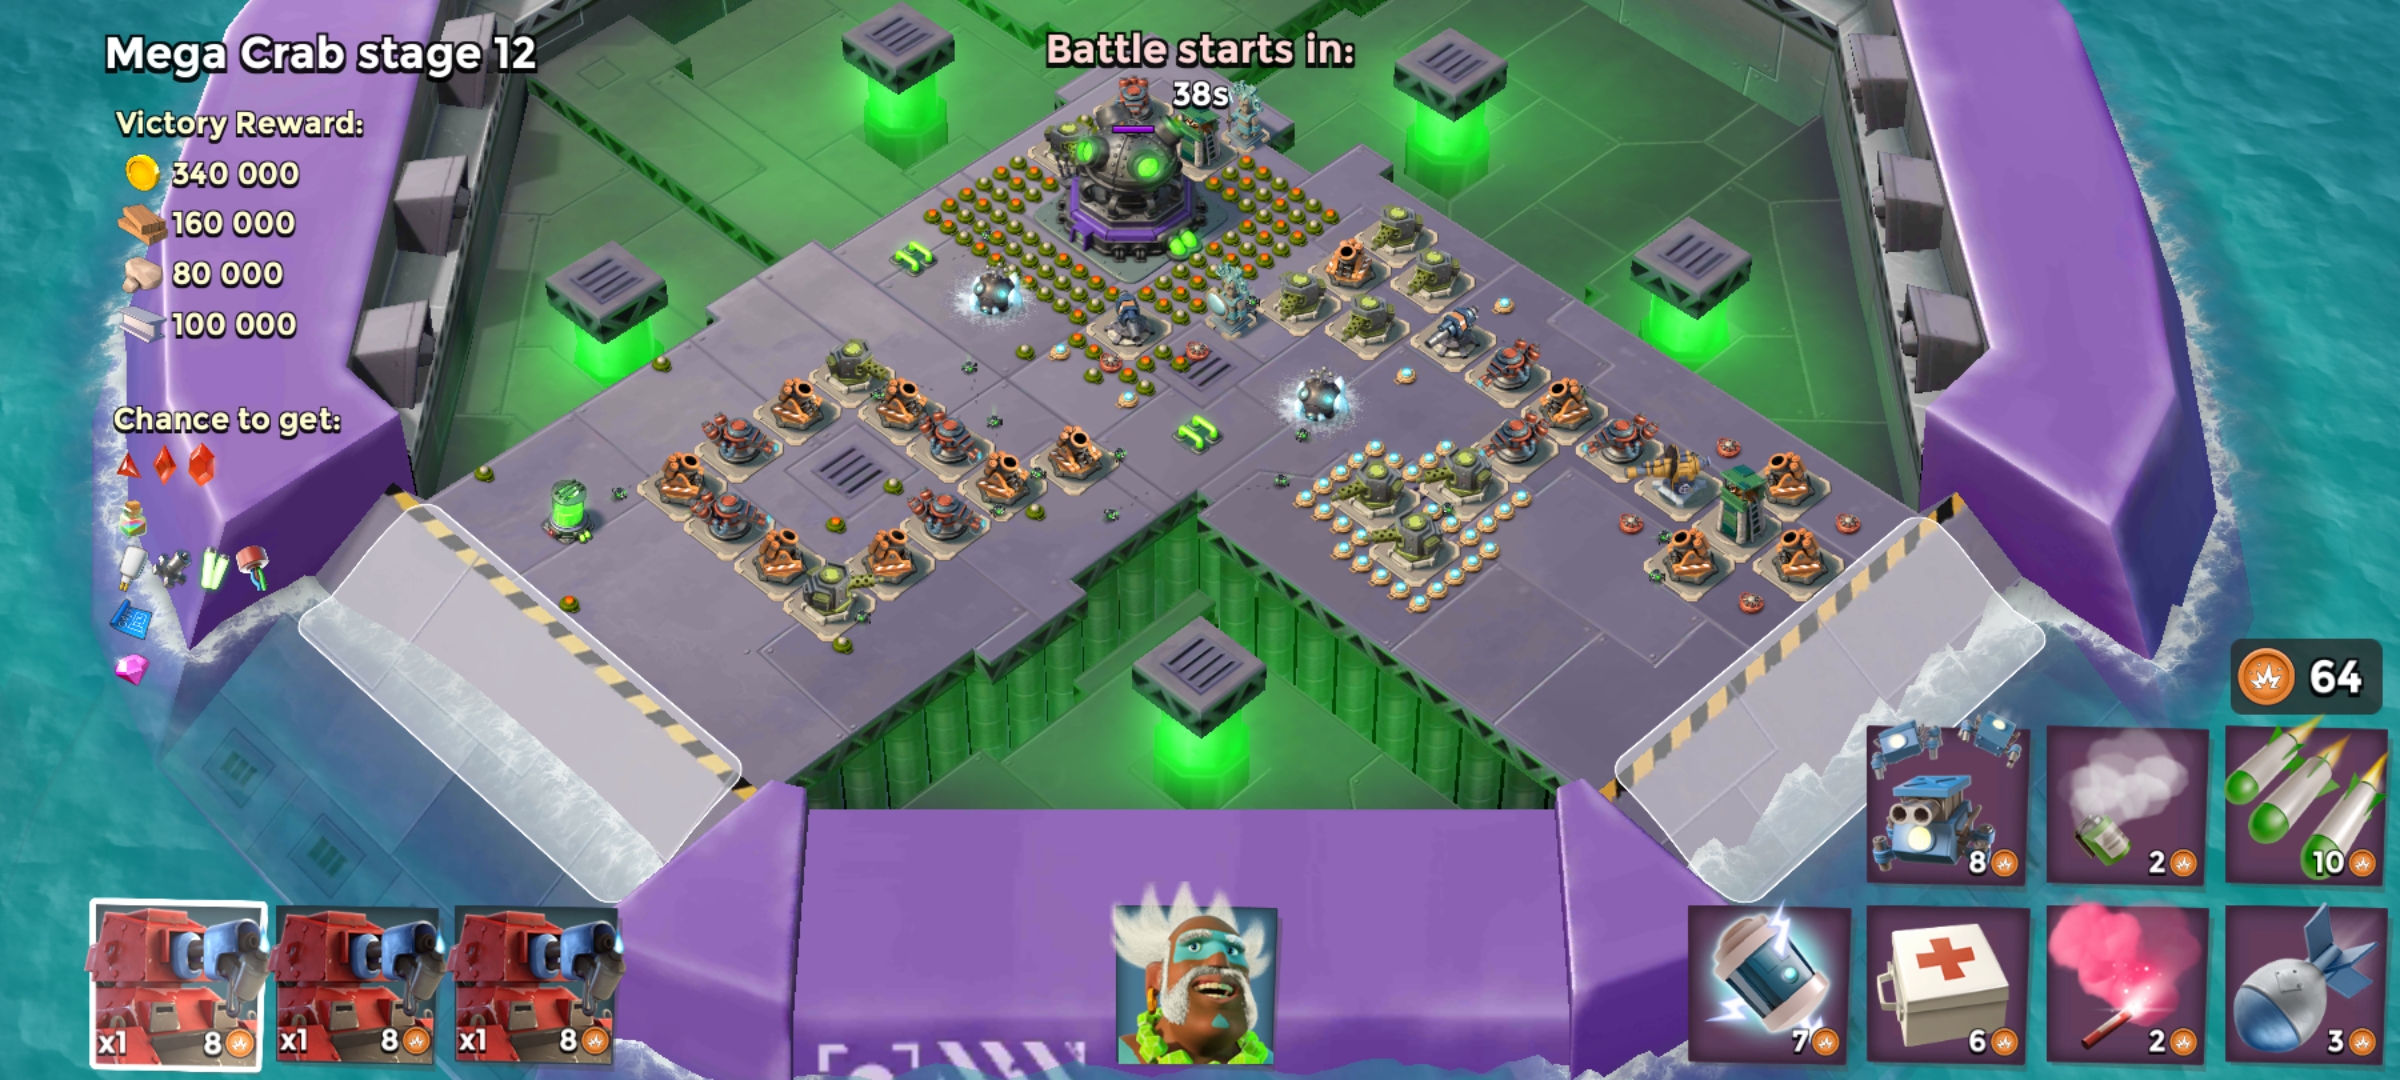 Mega Crab stage 12
Battle starts in:
38s
Victory Reward:
340 000
160 000
80 000
100 000
Chance to get:
64
8
2
10
x1 8
x1 8
x1 8
7
6
2
3